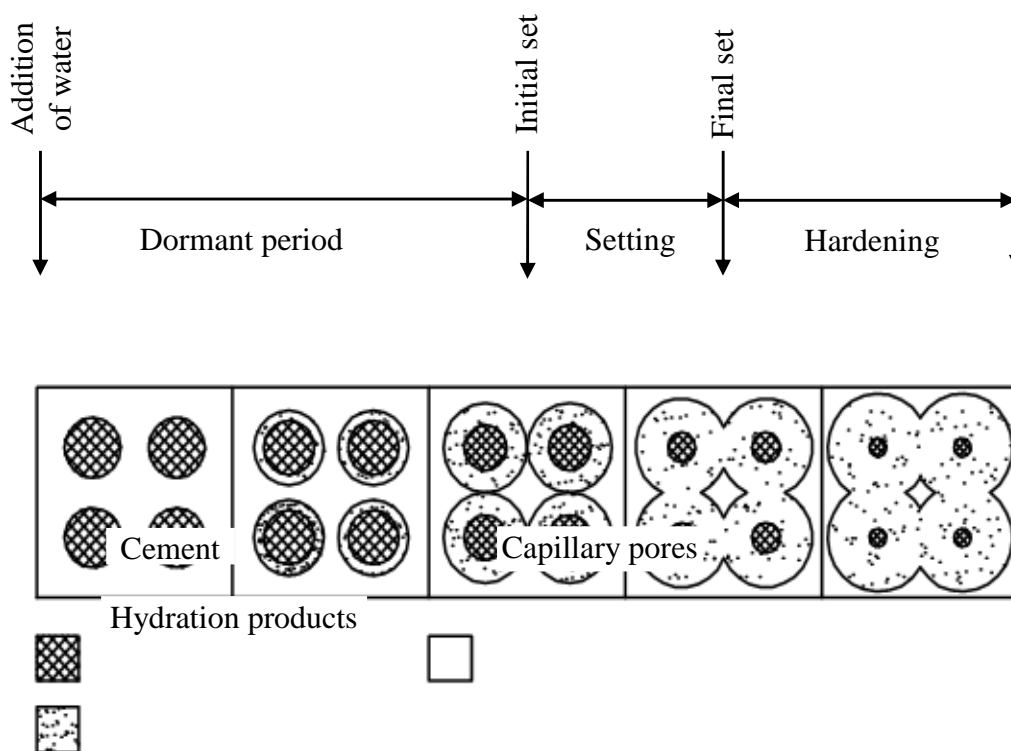 Addition
of water
Initial set
Final set
Dormant period
Setting
Hardening
Cement
Capillary pores
Hydration products